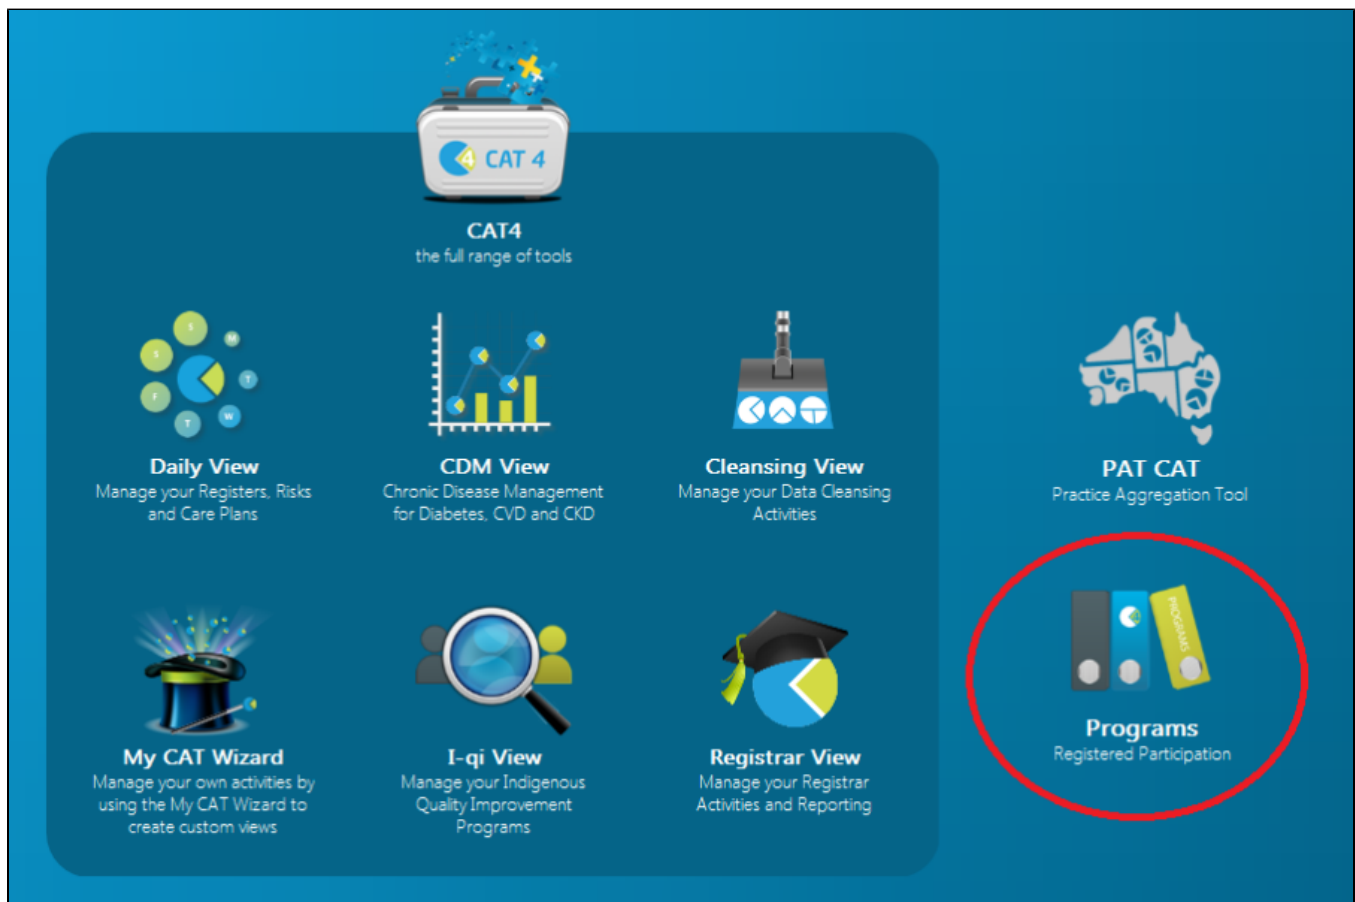 4 CAT 4
CAT4
the full range of tools
S
S
M
F
T
T
W
Daily View
Manage your Registers, Risks
and Care Plans
CDM View
Chronic Disease Management
for Diabetes, CVD and CKD
Cleansing View
Manage your Data Cleansing
Activities
PAT CAT
Practice Aggregation Tool
My CAT Wizard
Manage your own activities by
using the My CAT Wizard to
create custom views
I-qi View
Manage your Indigenous
Quality Improvement
Programs
Registrar View
Manage your Registrar
Activities and Reporting
PROGRAMS
Programs
Registered Participation